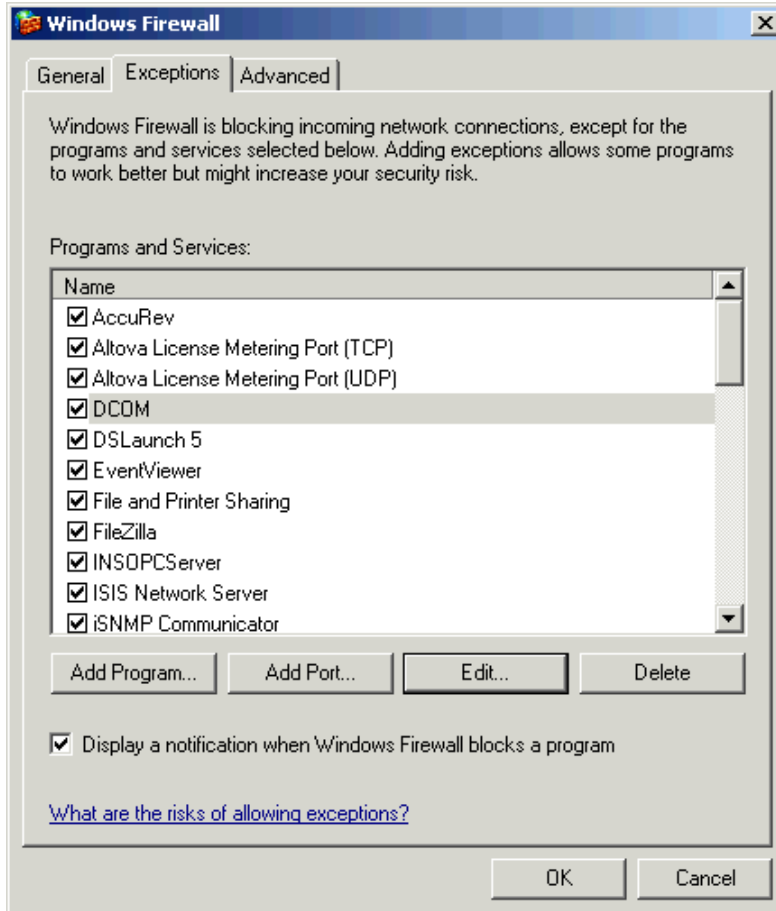 Windows Firewall
General Exceptions Advanced
Windows Firewall is blocking incoming network connections, except for the
programs and services selected below. Adding exceptions allows some programs
to work better but might increase your security risk.
Programs and Services:
Name
AccuRev
Altova License Metering Port (TCP)
Altova License Metering Port (UDP)
DCOM
DSLaunch 5
EventViewer
File and Printer Sharing
FileZilla
INSOPCServer
ISIS Network Server
iSNMP Communicator
Add Program... Add Port... Edit... Delete
Display a notification when Windows Firewall blocks a program
What are the risks of allowing exceptions?
OK Cancel